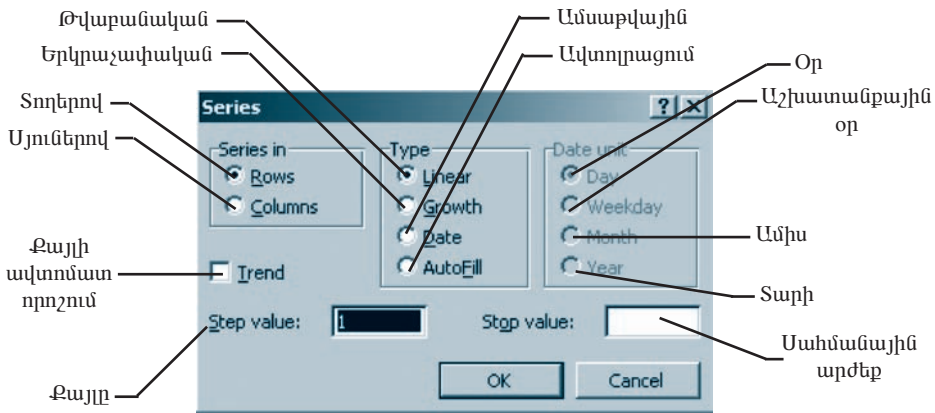 Թվաբանական
Ամսաթվային
Երկրաչափական
Ավտոլրացում
Օր
Տողերով
Աշխատանքային
օր
Սյուներով
Series
Series in
Type
Date unit
Rows
Linear
Day
Columns
Growth
Weekday
Date
Month
Ամիս
Քայլի
ավտոմատ
որոշում
Trend
AutoFill
Year
Տարի
Step value:
1
Stop value:
Սահմանային
արժեք
Քայլը
OK
Cancel